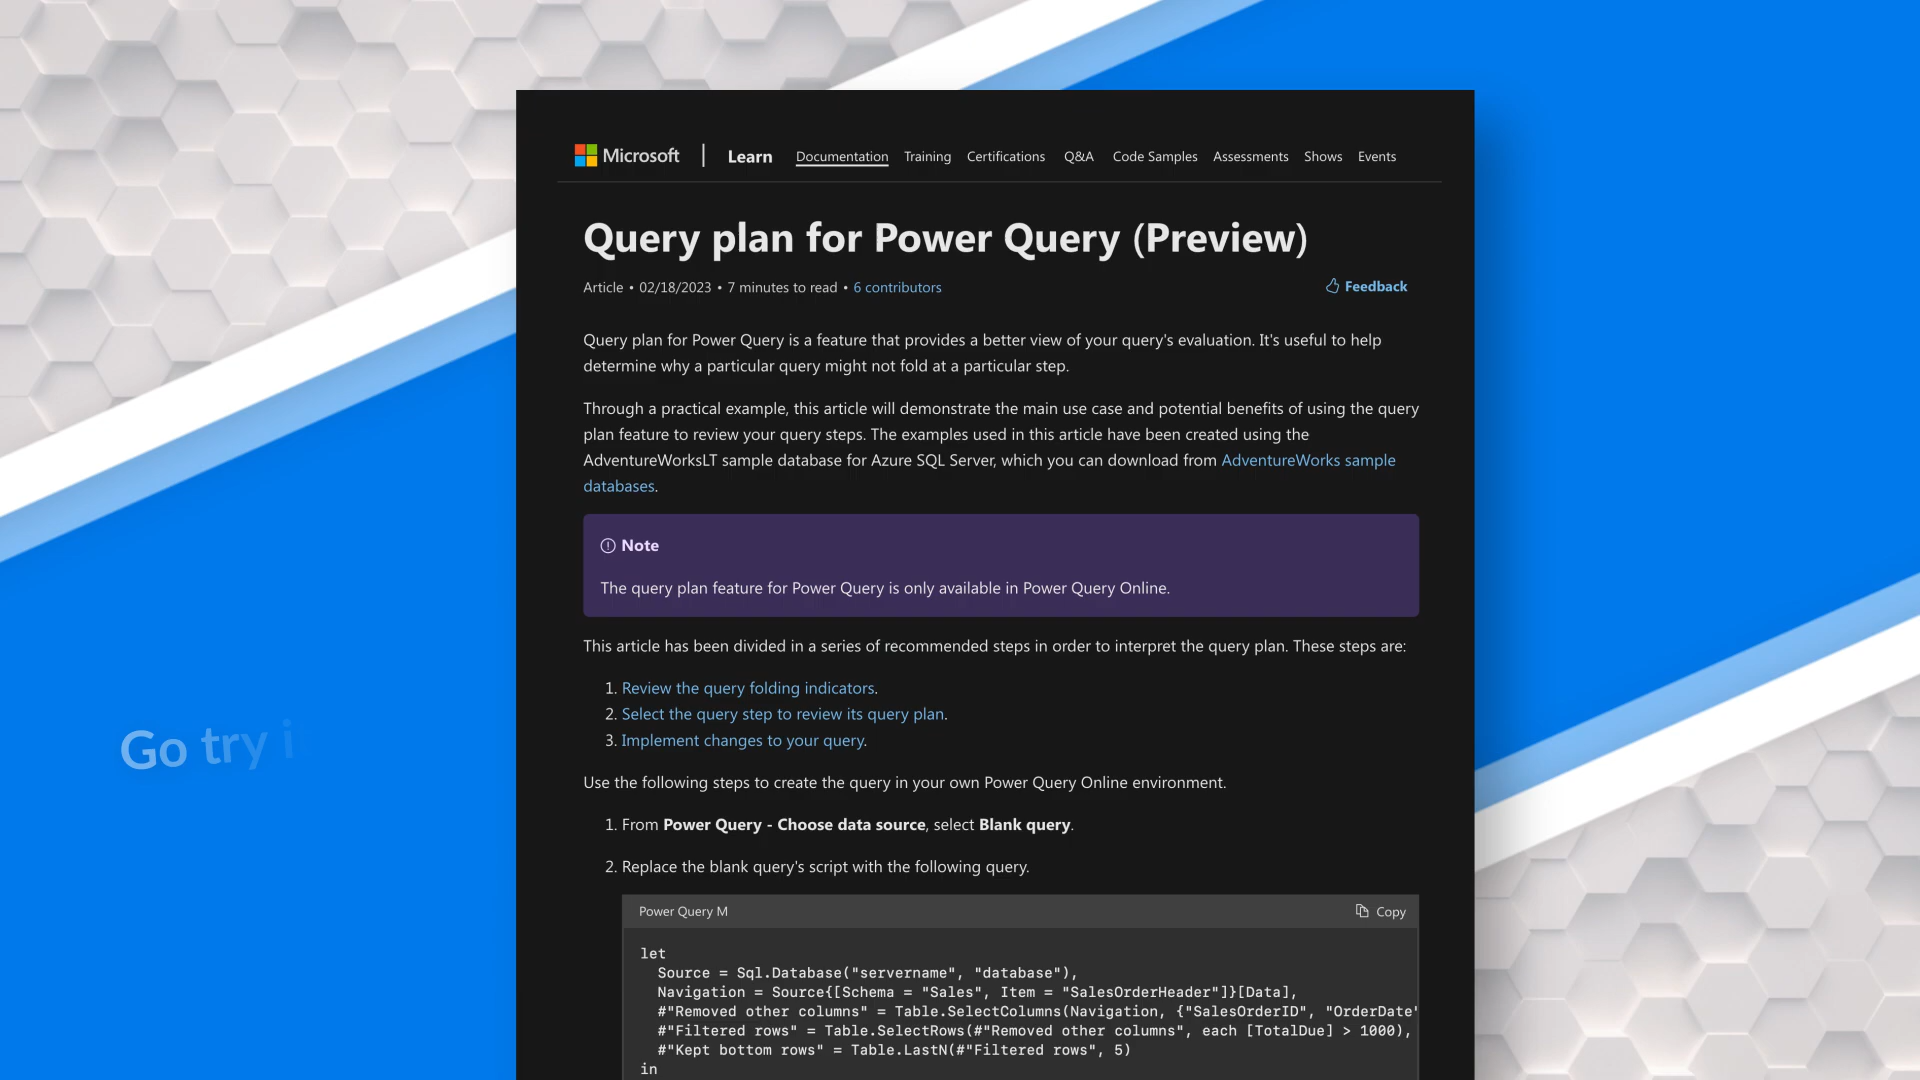 Microsoft | Learn Documentation Training Certifications Q&A Code Samples Assessments Shows Events
Query plan for Power Query (Preview)
Article • 02/18/2023 • 7 minutes to read • 6 contributors
Feedback
Query plan for Power Query is a feature that provides a better view of your query's evaluation. It's useful to help
determine why a particular query might not fold at a particular step.
Through a practical example, this article will demonstrate the main use case and potential benefits of using the query
plan feature to review your query steps. The examples used in this article have been created using the
AdventureWorksLT sample database for Azure SQL Server, which you can download from AdventureWorks sample
databases.
Note
The query plan feature for Power Query is only available in Power Query Online.
This article has been divided in a series of recommended steps in order to interpret the query plan. These steps are:
1. Review the query folding indicators.
2. Select the query step to review its query plan.
3. Implement changes to your query.
Go try i
Use the following steps to create the query in your own Power Query Online environment.
1. From Power Query - Choose data source, select Blank query.
2. Replace the blank query's script with the following query.
Power Query M
Copy
let
Source = Sql.Database("servername", "database"),
Navigation = Source{[Schema = "Sales", Item = "SalesOrderHeader"]}[Data],
#"Removed other columns" = Table.SelectColumns(Navigation, {"SalesOrderID", "OrderDate"
#"Filtered rows" = Table.SelectRows(#"Removed other columns", each [TotalDue] > 1000),
#"Kept bottom rows" = Table.LastN(#"Filtered rows", 5)
in